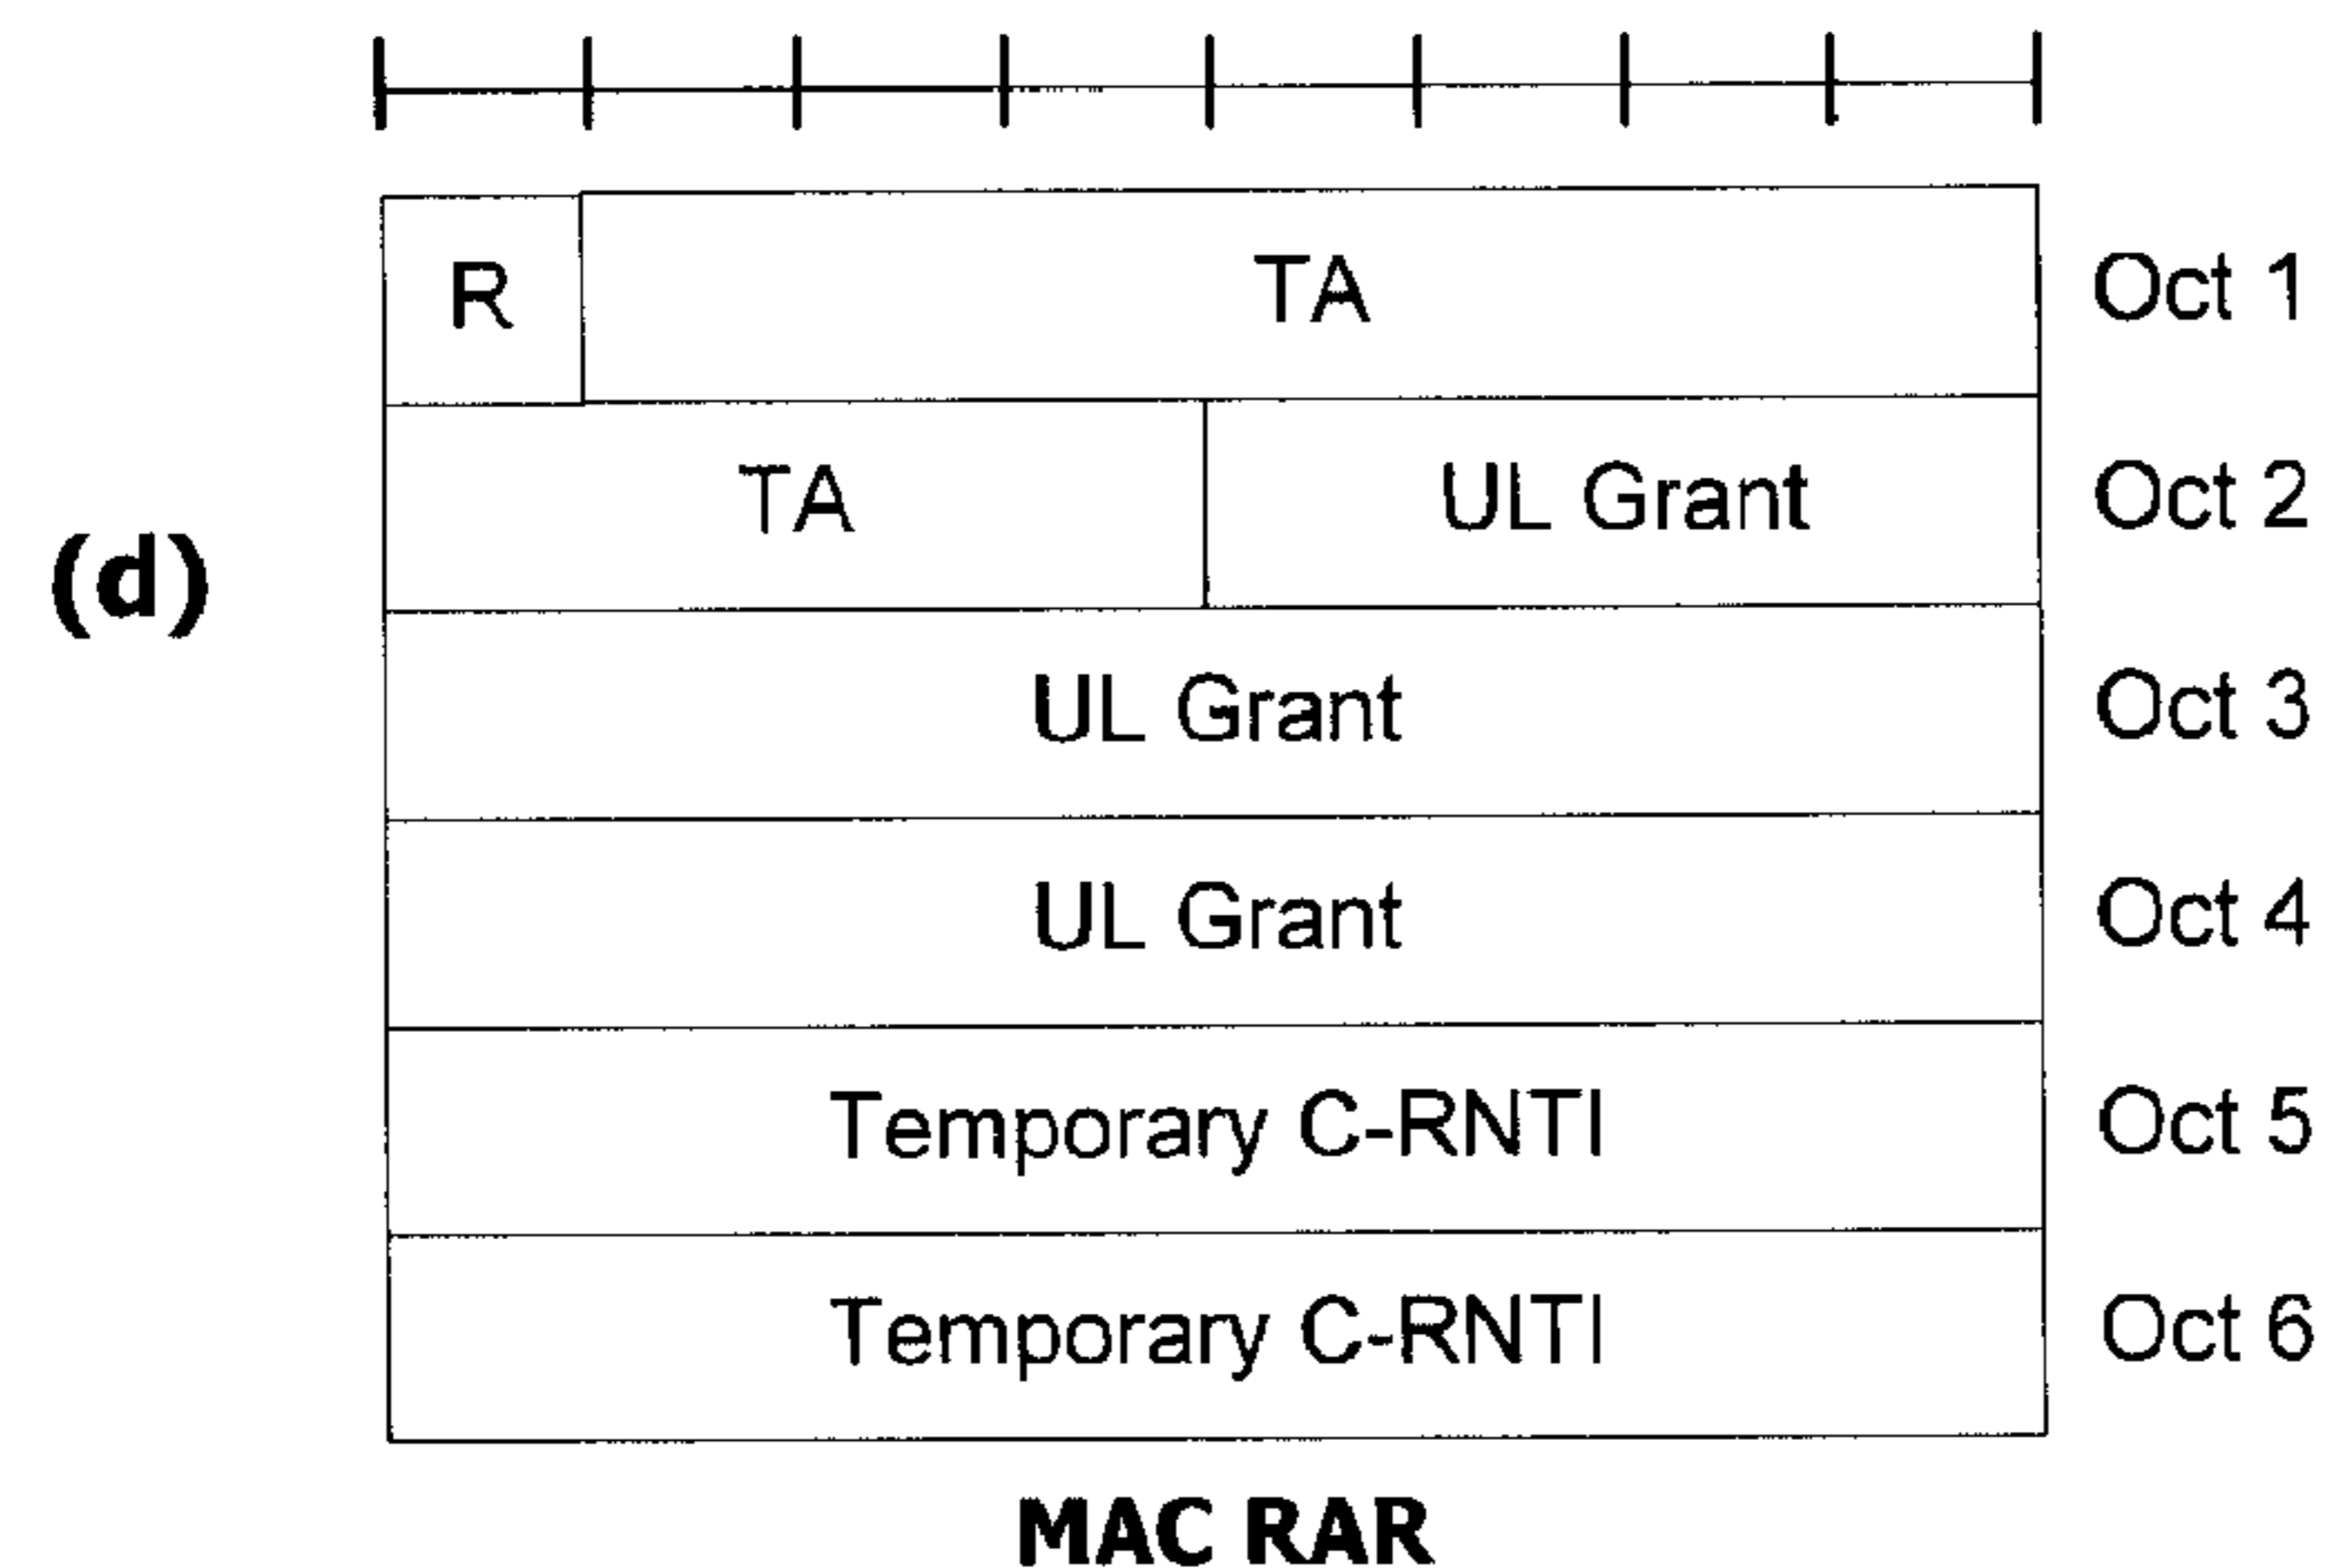 R TA Oct 1
TA UL Grant Oct 2
(d)
UL Grant Oct 3
UL Grant Oct 4
Temporary C-RNTI Oct 5
Temporary C-RNTI Oct 6
MAC RAR